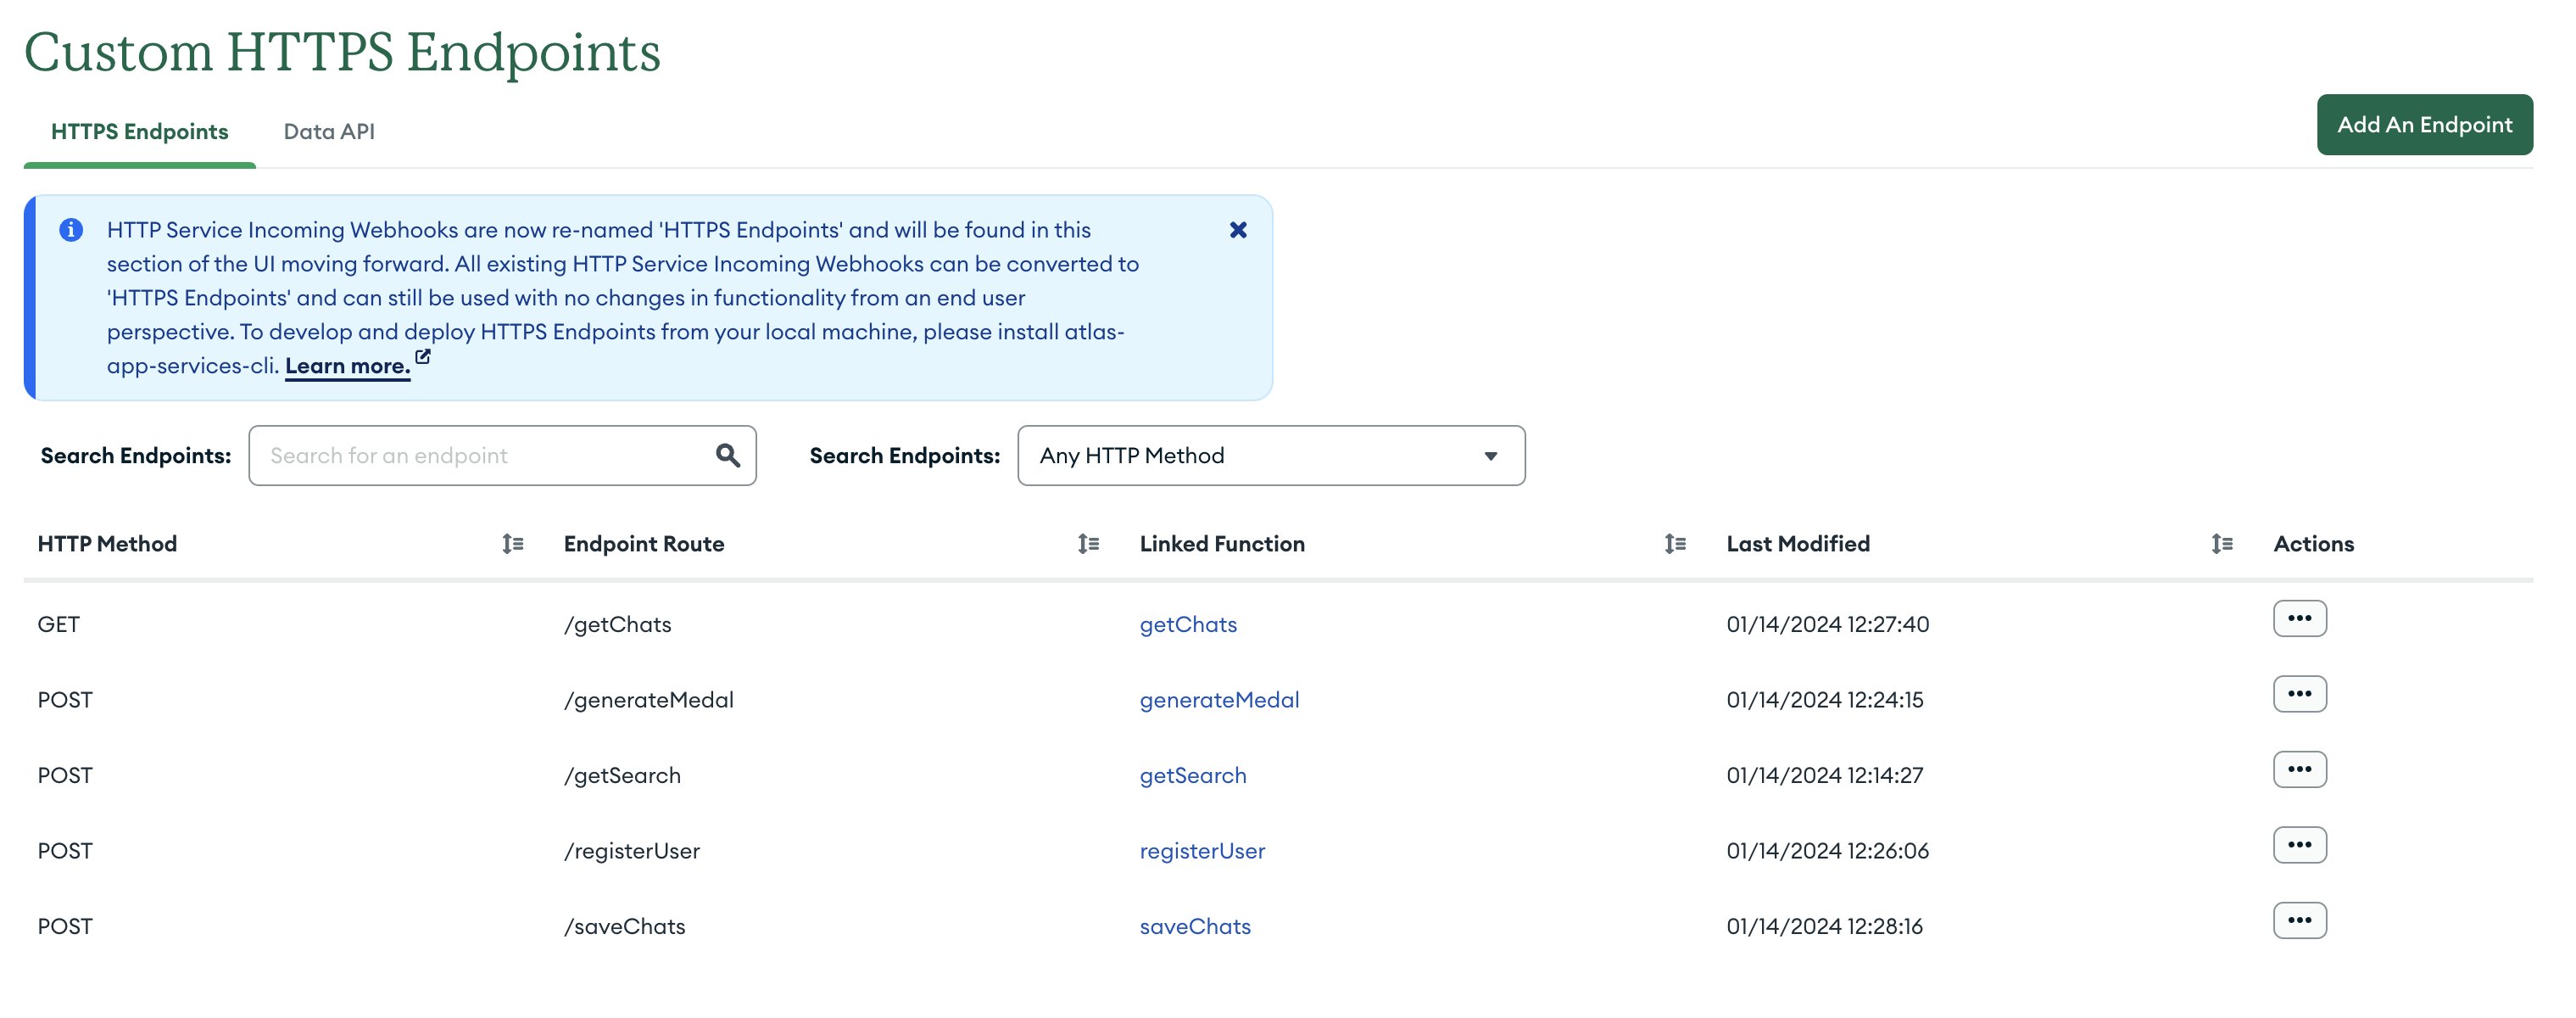 Custom HTTPS Endpoints
HTTPS Endpoints Data API
Add An Endpoint
HTTP Service Incoming Webhooks are now re-named 'HTTPS Endpoints' and will be found in this
section of the UI moving forward. All existing HTTP Service Incoming Webhooks can be converted to
'HTTPS Endpoints' and can still be used with no changes in functionality from an end user
perspective. To develop and deploy HTTPS Endpoints from your local machine, please install atlas-
app-services-cli. Learn more.
Search Endpoints: Search for an endpoint Search Endpoints: Any HTTP Method
HTTP Method Endpoint Route Linked Function Last Modified Actions
GET /getChats getChats 01/14/2024 12:27:40
POST /generateMedal generateMedal 01/14/2024 12:24:15
POST /getSearch getSearch 01/14/2024 12:14:27
POST /registerUser registerUser 01/14/2024 12:26:06
POST /saveChats saveChats 01/14/2024 12:28:16